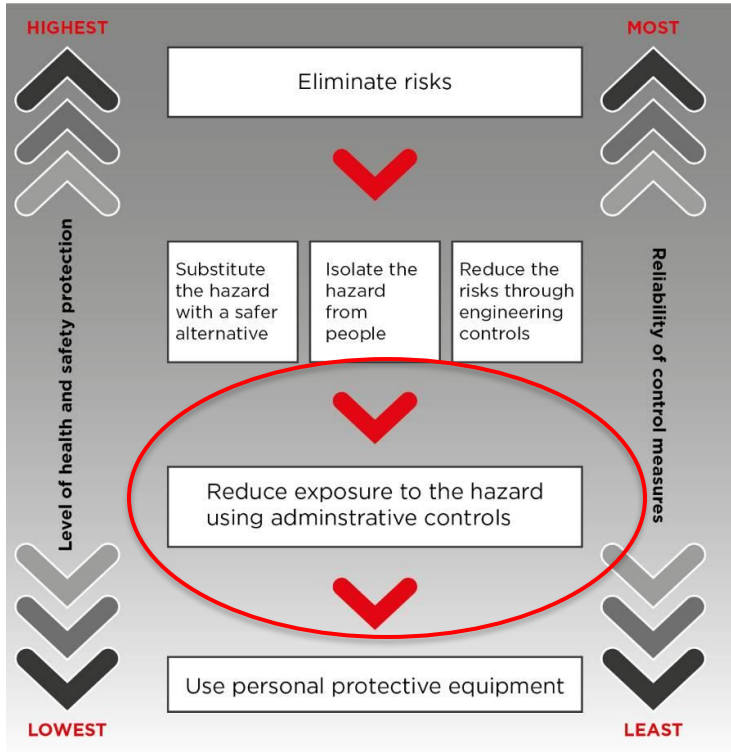 HIGHEST
MOST
Eliminate risks
Substitute
the hazard
with a safer
alternative
Isolate the
hazard
from
people
Reduce the
risks through
engineering
controls
Level of health and safety protection
Reliability of control measures
Reduce exposure to the hazard
using adminstrative controls
Use personal protective equipment
LOWEST
LEAST